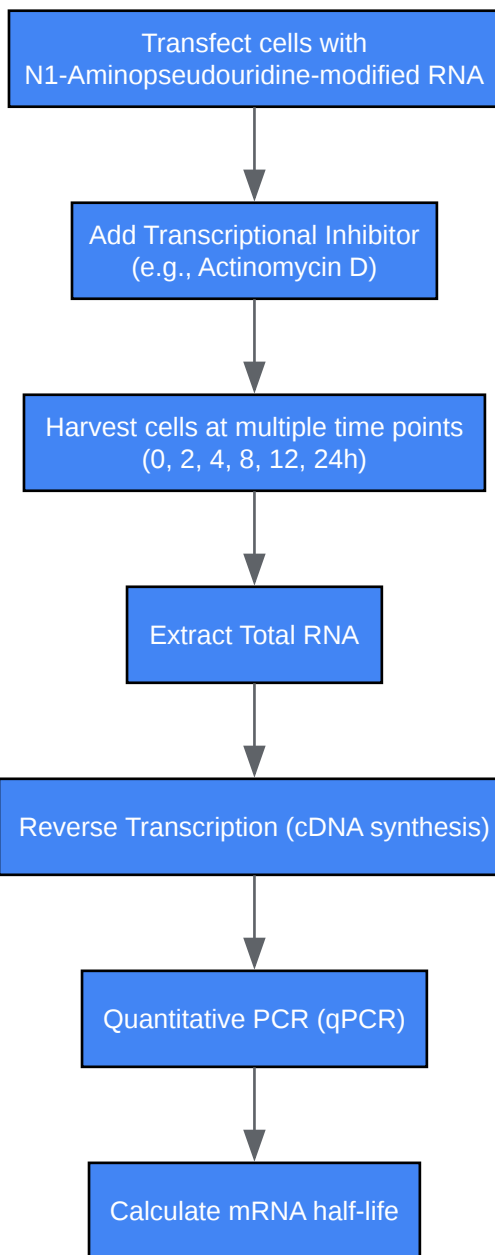 Transfect cells with
N1-Aminopseudouridine-modified RNA
Add Transcriptional Inhibitor
(e.g., Actinomycin D)
Harvest cells at multiple time points
(0, 2, 4, 8, 12, 24h)
Extract Total RNA
Reverse Transcription (cDNA synthesis)
Quantitative PCR (qPCR)
Calculate mRNA half-life